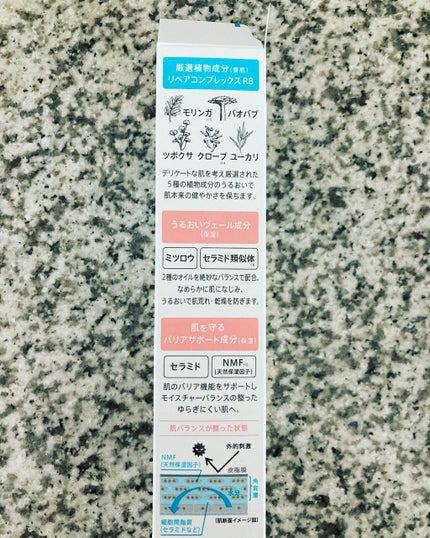 厳選植物成分(整肌)
リペアコンプレックス RB
モリンガ バオバブ
ツボクサ クローブ ユーカリ
デリケートな肌を考え厳選された
5種の植物成分のうるおいで
肌本来の健やかさを保ちます。
うるおいヴェール成分
(保湿)
ミツロウ セラミド類似体
2種のオイルを絶妙なバランスで配合。
なめらかに肌になじみ、
うるおいで肌荒れ・乾燥を防ぎます。
肌を守る
バリアサポート成分(保湿)
セラミド NMF
(天然保湿因子)
肌のバリア機能をサポートし
モイスチャーバランスの整った
ゆらぎにくい肌へ。
肌バランスが整った状態
外的刺激
NMF
(天然保湿因子)
皮脂膜
水分
角質層
細胞間脂質
(セラミドなど)
(肌断面イメージ図)